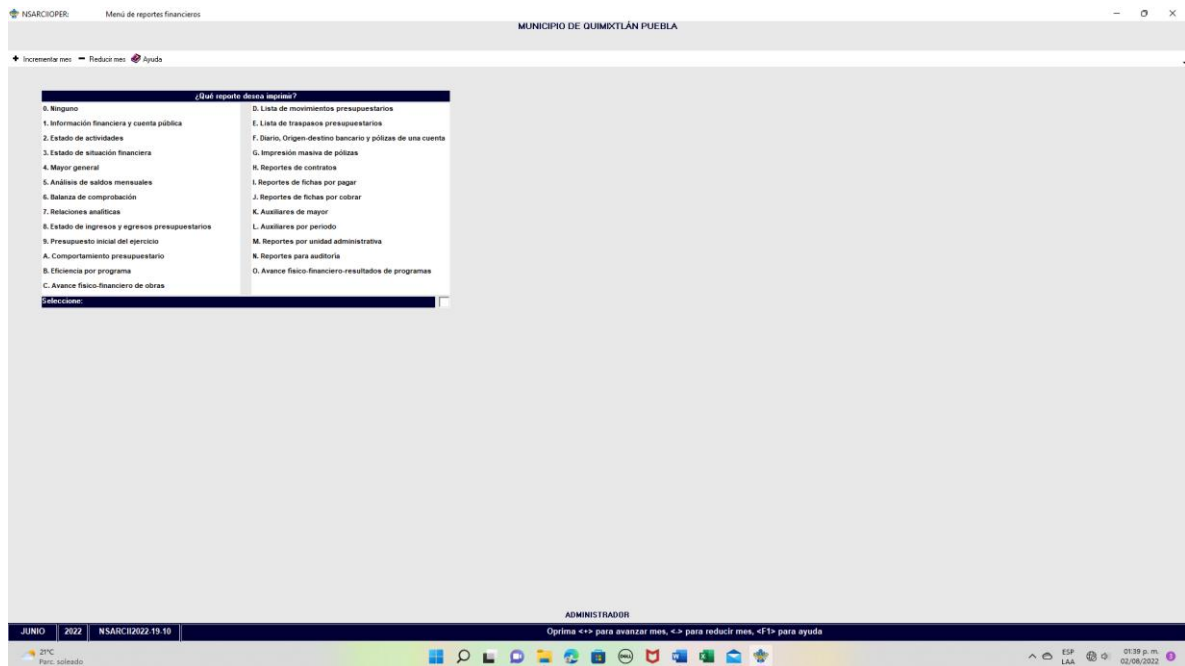 NSARCIIOPER: Menú de reportes financieros
MUNICIPIO DE QUIMIXTLÁN PUEBLA
Incrementar mes Reducir mes Ayuda
¿Qué reporte desea imprimir?
0. Ninguno
1. Información financiera y cuenta pública
2. Estado de actividades
3. Estado de situación financiera
4. Mayor general
5. Análisis de saldos mensuales
6. Balanza de comprobación
7. Relaciones analíticas
8. Estado de ingresos y egresos presupuestarios
9. Presupuesto inicial del ejercicio
A. Comportamiento presupuestario
B. Eficiencia por programa
C. Avance físico-financiero de obras
D. Lista de movimientos presupuestarios
E. Lista de traspasos presupuestarios
F. Diario, Origen-destino bancario y pólizas de una cuenta
G. Impresión masiva de pólizas
H. Reportes de contratos
I. Reportes de fichas por pagar
J. Reportes de fichas por cobrar
K. Auxiliares de mayor
L. Auxiliares por periodo
M. Reportes por unidad administrativa
N. Reportes para auditoría
O. Avance físico-financiero-resultados de programas
Seleccione:
ADMINISTRADOR
JUNIO 2022 NSARCII2022-19-10 Oprima <+> para avanzar mes, <-> para reducir mes, <F1> para ayuda
21°C
Parc. soleado
DELL
ESP
LAA
01:39 p. m.
02/08/2022